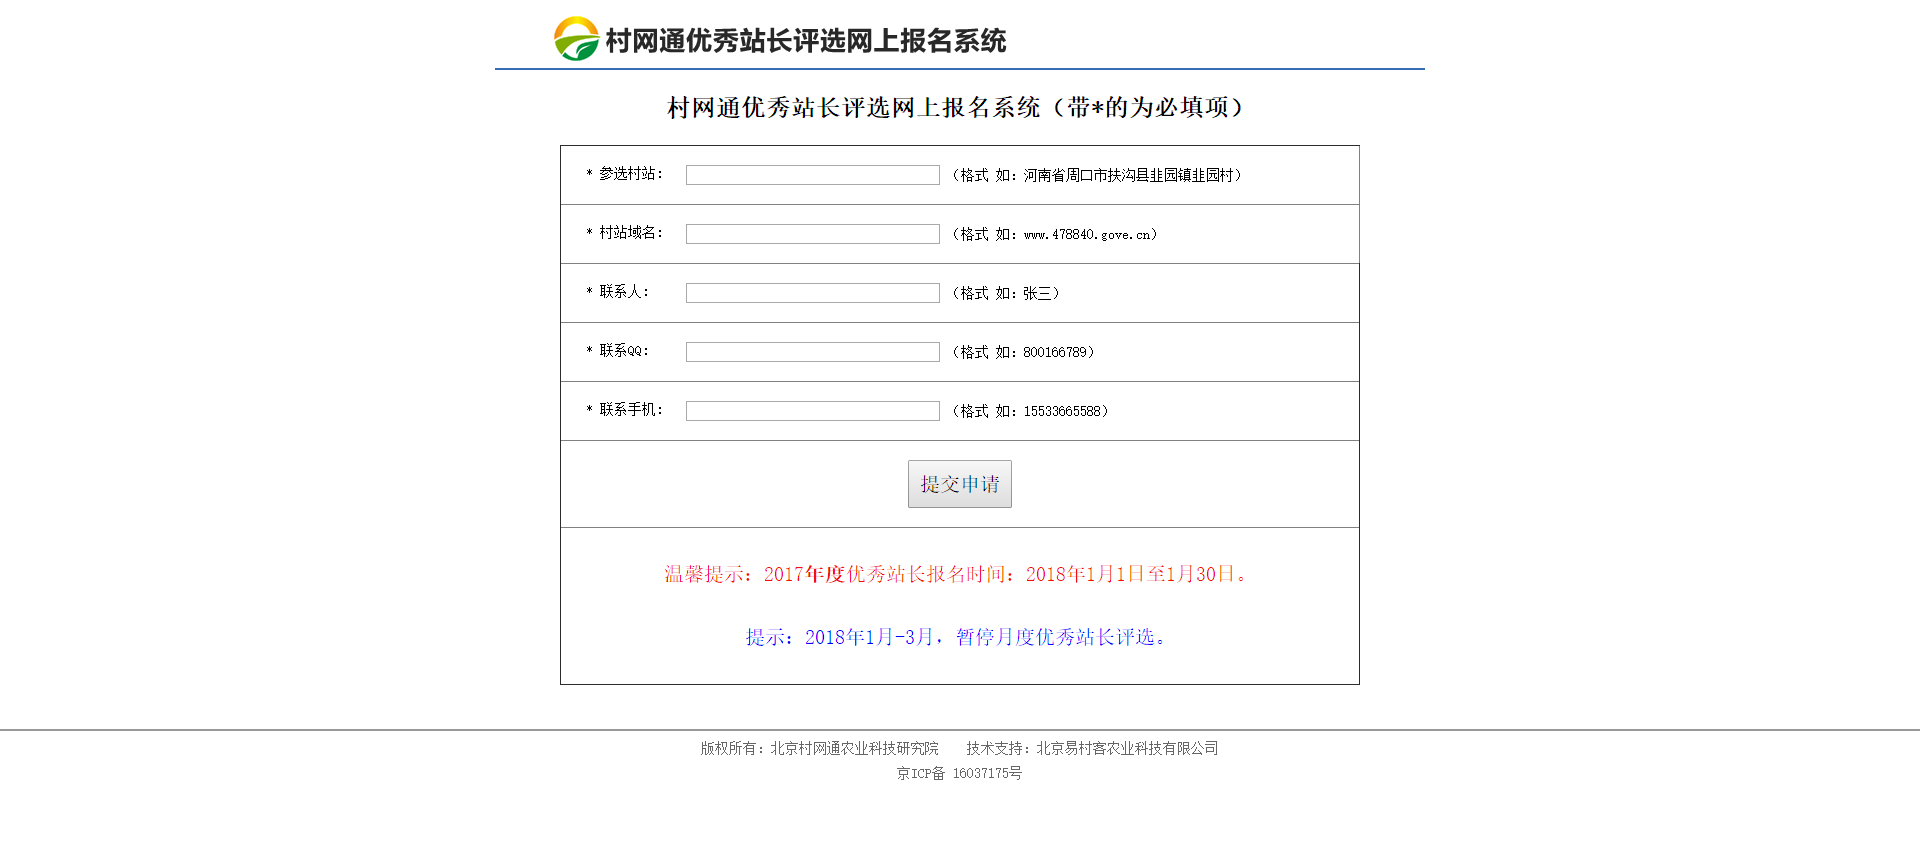 村网通优秀站长评选网上报名系统
村网通优秀站长评选网上报名系统（带*的为必填项）
* 参选村站： （格式 如：河南省周口市扶沟县韭园镇韭园村）
* 村站域名： （格式 如：www.478840.gove.cn）
* 联系人： （格式 如：张三）
* 联系QQ： （格式 如：800166789）
* 联系手机： （格式 如：15533665588）
提交申请
温馨提示：2017年度优秀站长报名时间：2018年1月1日至1月30日。
提示：2018年1月-3月，暂停月度优秀站长评选。
版权所有：北京村网通农业科技研究院 技术支持：北京易村客农业科技有限公司
京ICP备 16037175号